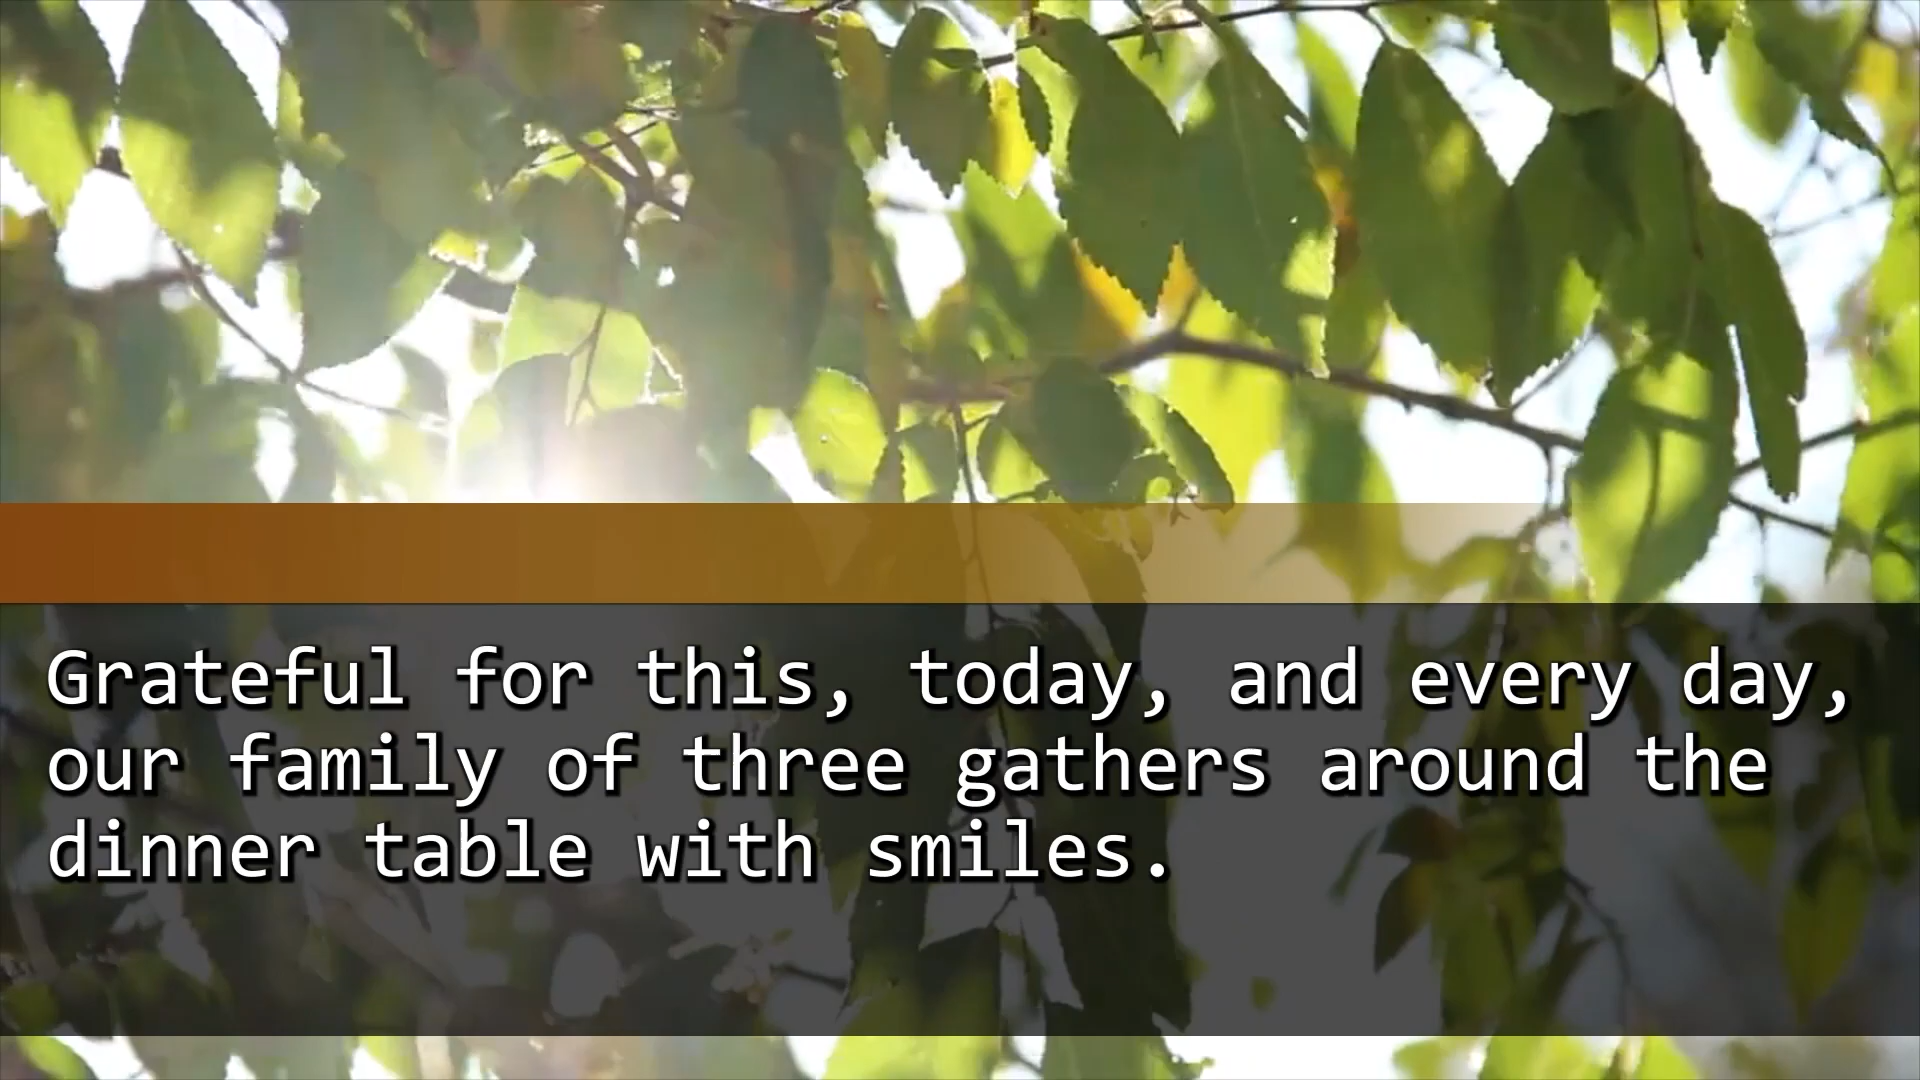 Grateful for this, today, and every day,
our family of three gathers around the
dinner table with smiles.